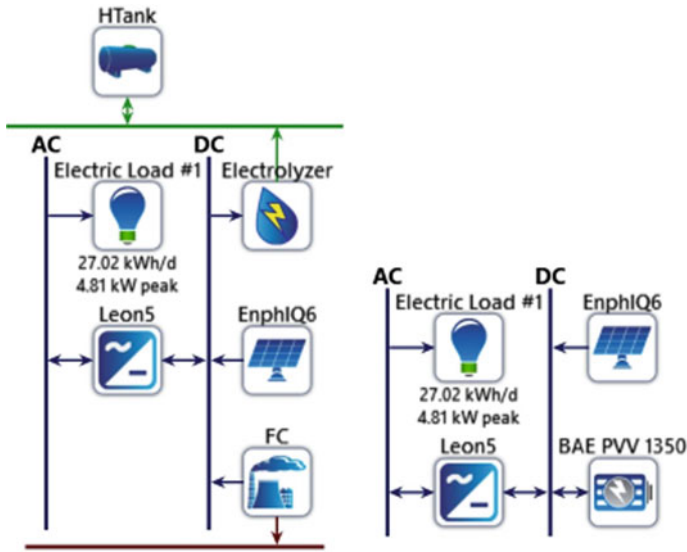 HTank
AC
DC
Electric Load #1
Electrolyzer
27.02 kWh/d
4.81 kW peak
Leon5
EnphIQ6
FC
AC
DC
Electric Load #1
EnphIQ6
27.02 kWh/d
4.81 kW peak
Leon5
BAE PVV 1350